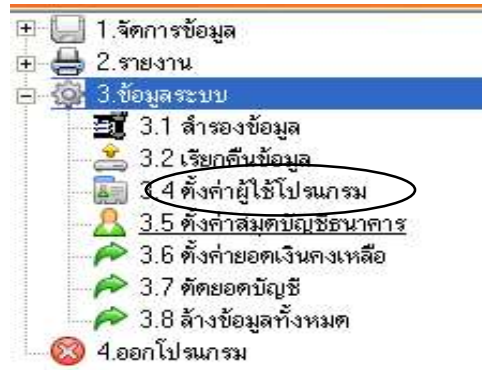 1.จัดการข้อมูล
2.รายงาน
3.ข้อมูลระบบ
3.1 สำรองข้อมูล
3.2 เรียกคืนข้อมูล
3.4 ตั้งค่าผู้ใช้โปรแกรม
3.5 ตั้งค่าสมุดบัญชีธนาคาร
3.6 ตั้งค่ายอดเงินคงเหลือ
3.7 ตัดยอดบัญชี
3.8 ล้างข้อมูลทั้งหมด
4.ออกโปรแกรม